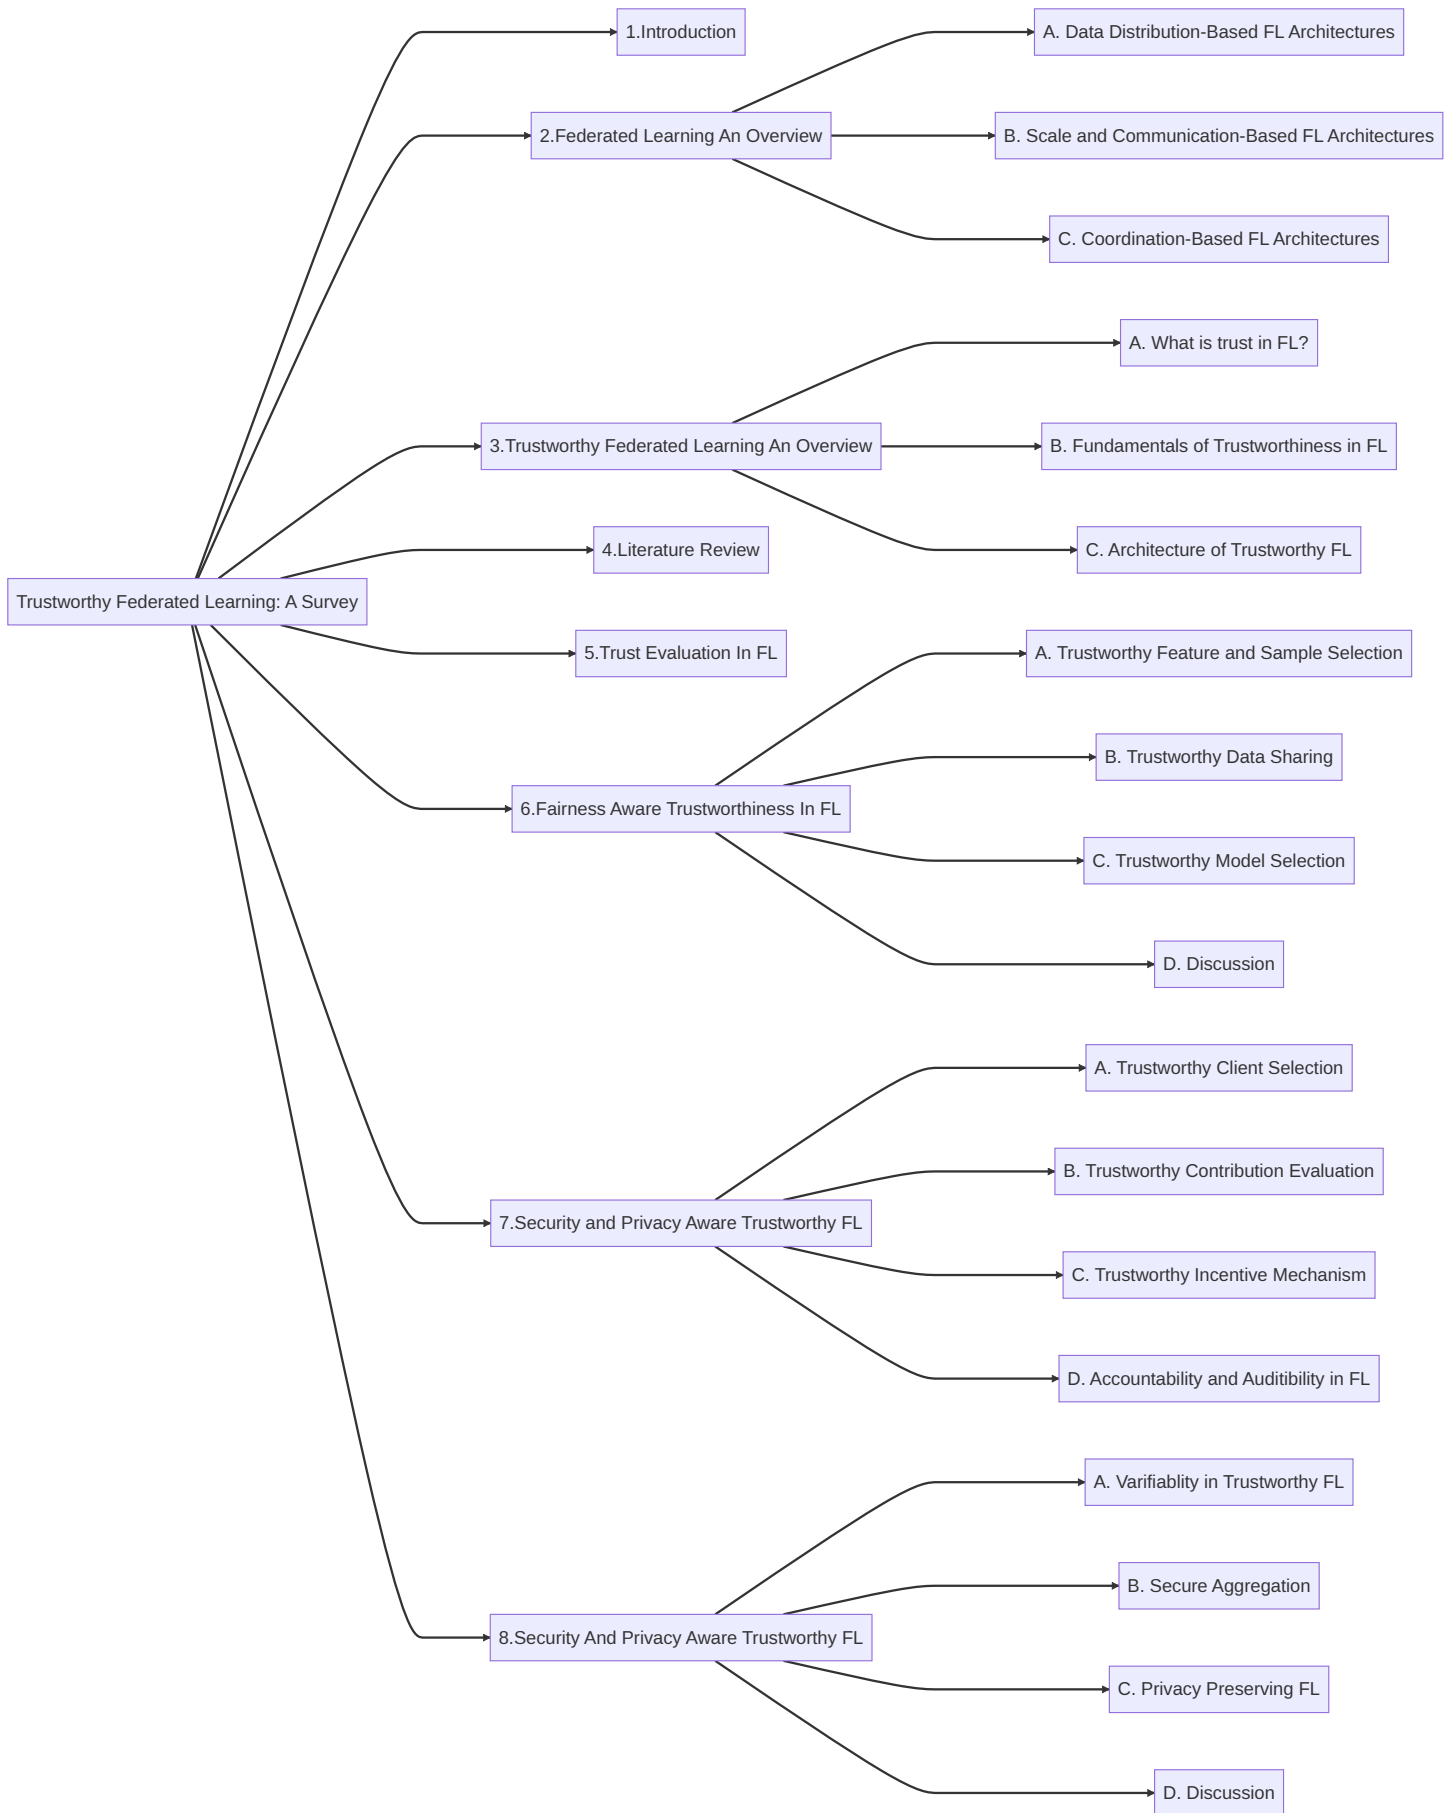 Trustworthy Federated Learning: A Survey
1.Introduction
2.Federated Learning An Overview
A. Data Distribution-Based FL Architectures
B. Scale and Communication-Based FL Architectures
C. Coordination-Based FL Architectures
3.Trustworthy Federated Learning An Overview
A. What is trust in FL?
B. Fundamentals of Trustworthiness in FL
C. Architecture of Trustworthy FL
4.Literature Review
5.Trust Evaluation In FL
6.Fairness Aware Trustworthiness In FL
A. Trustworthy Feature and Sample Selection
B. Trustworthy Data Sharing
C. Trustworthy Model Selection
D. Discussion
7.Security and Privacy Aware Trustworthy FL
A. Trustworthy Client Selection
B. Trustworthy Contribution Evaluation
C. Trustworthy Incentive Mechanism
D. Accountability and Auditibility in FL
8.Security And Privacy Aware Trustworthy FL
A. Varifiablity in Trustworthy FL
B. Secure Aggregation
C. Privacy Preserving FL
D. Discussion